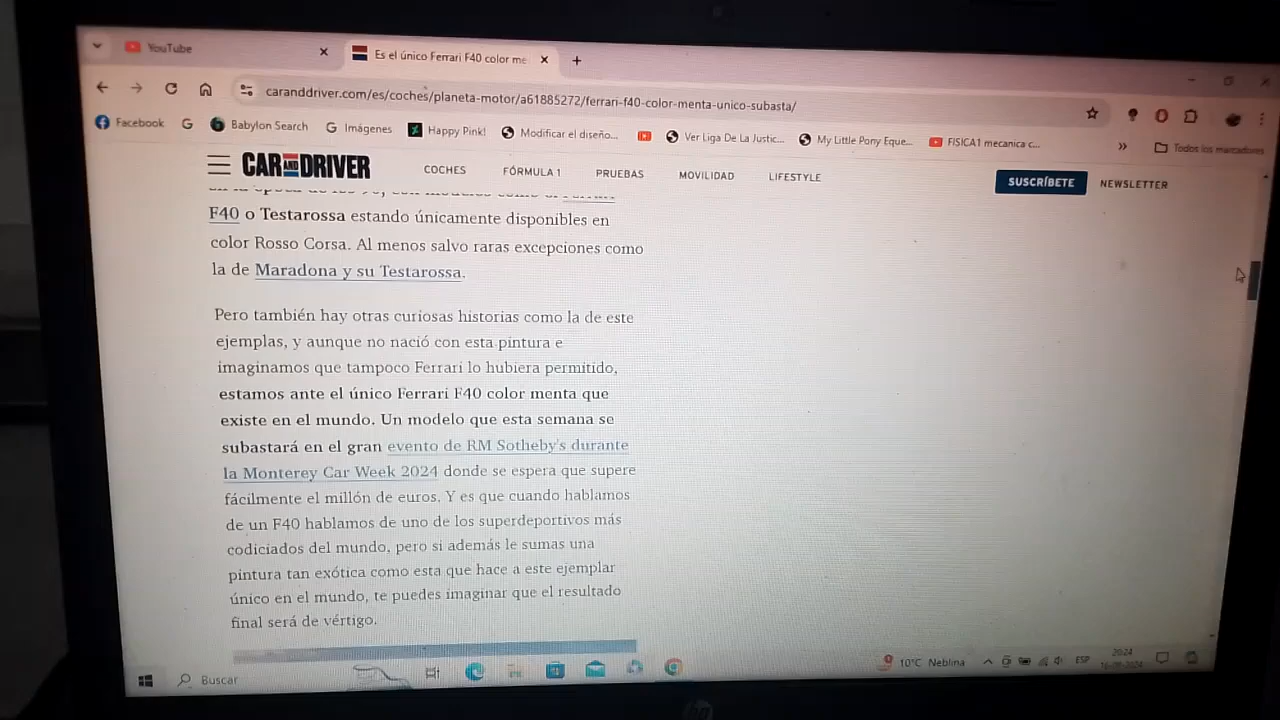 YouTube
Es el único Ferrari F40 color me
caranddriver.com/es/coches/planeta-motor/a61885272/ferrari-f40-color-menta-unico-subasta/
Facebook
Babylon Search
Imágenes
Happy Pink!
Modificar el diseño...
Ver Liga De La Justic...
My Little Pony Eque...
FISICA1 mecanica c...
Todos los marcadores
CAR AND DRIVER
COCHES
FÓRMULA 1
PRUEBAS
MOVILIDAD
LIFESTYLE
SUSCRÍBETE
NEWSLETTER
F40 o Testarossa estando únicamente disponibles en
color Rosso Corsa. Al menos salvo raras excepciones como
la de Maradona y su Testarossa.
Pero también hay otras curiosas historias como la de este
ejemplas, y aunque no nació con esta pintura e
imaginamos que tampoco Ferrari lo hubiera permitido,
estamos ante el único Ferrari F40 color menta que
existe en el mundo. Un modelo que esta semana se
subastará en el gran evento de RM Sotheby's durante
la Monterey Car Week 2024 donde se espera que supere
fácilmente el millón de euros. Y es que cuando hablamos
de un F40 hablamos de uno de los superdeportivos más
codiciados del mundo, pero si además le sumas una
pintura tan exótica como esta que hace a este ejemplar
único en el mundo, te puedes imaginar que el resultado
final será de vértigo.
Buscar
10°C Neblina
ESP
20:24
hp